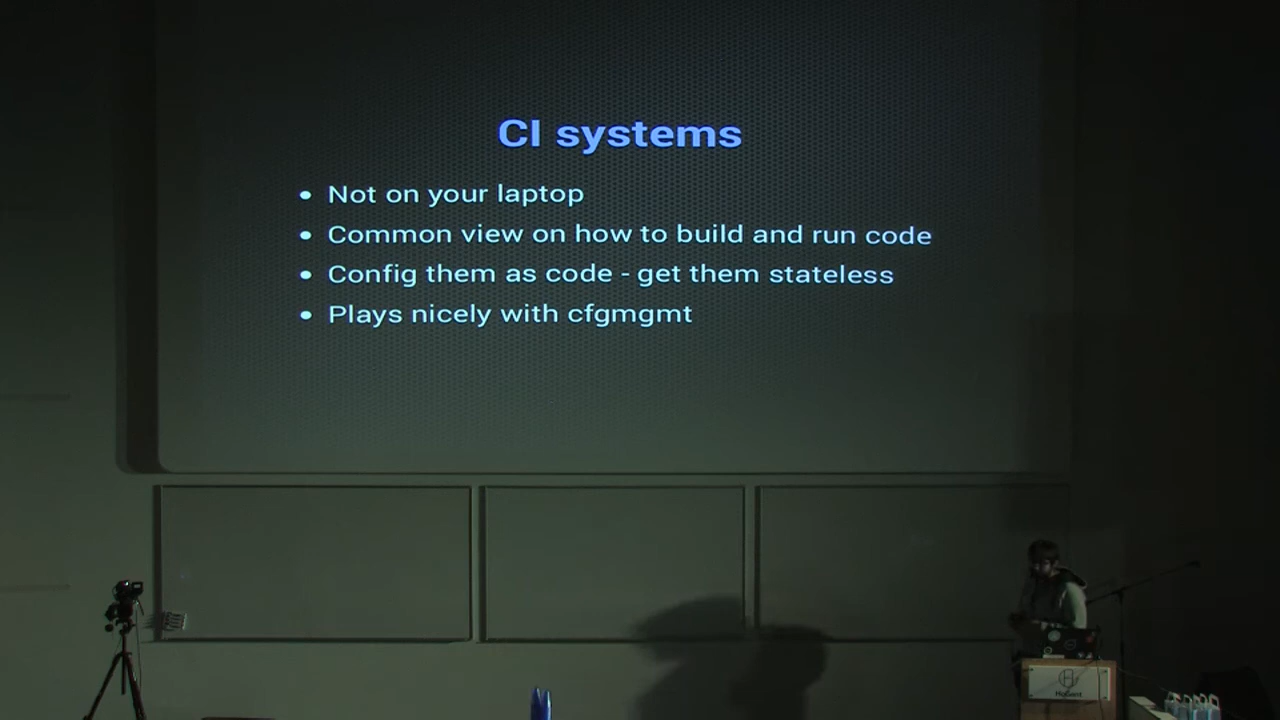 CI systems
• Not on your laptop
• Common view on how to build and run code
• Config them as code - get them stateless
• Plays nicely with cfgmgmt
HoGent